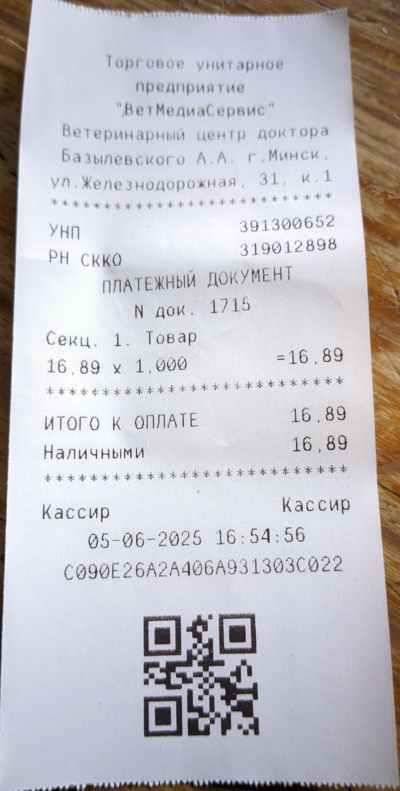 Торговое унитарное
предприятие
"ВетМедиаСервис"
Ветеринарный центр доктора
Базылевского А.А. г.Минск,
ул.Железнодорожная, 31, к.1
**************************
УНП 391300652
РН СККО 319012898
ПЛАТЕЖНЫЙ ДОКУМЕНТ
N док. 1715
Секц. 1. Товар
16,89 x 1,000 =16,89
**************************
ИТОГО К ОПЛАТЕ 16,89
Наличными 16,89
**************************
Кассир Кассир
05-06-2025 16:54:56
C090E26A2A406A931303C022